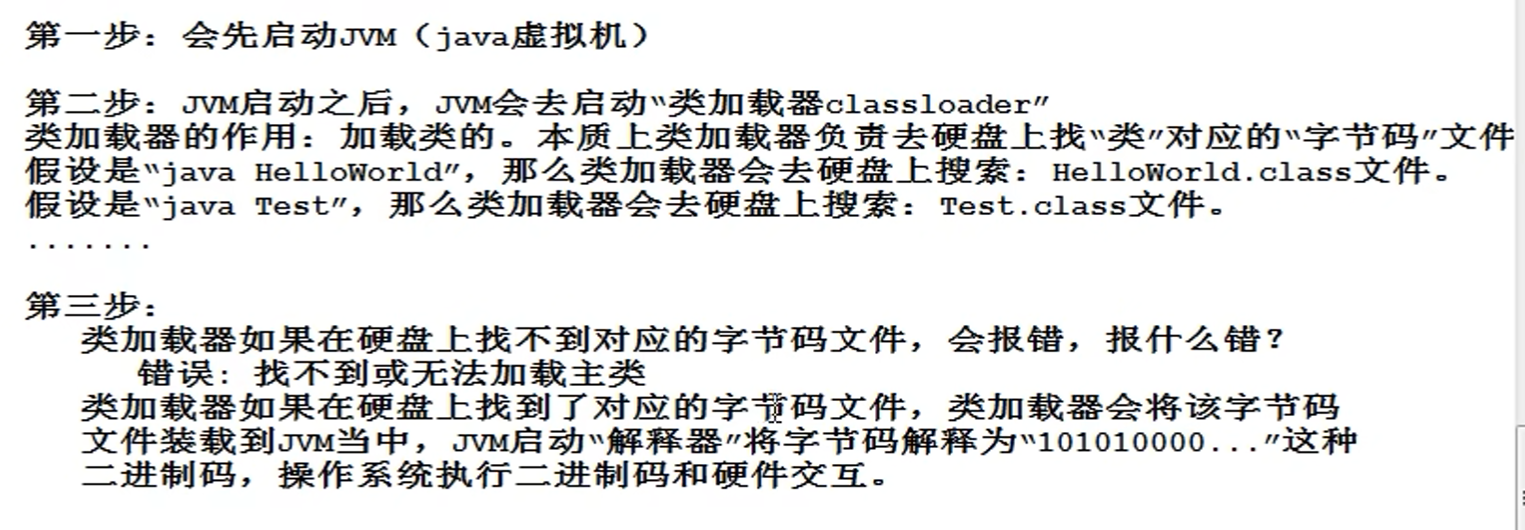 第一步：会先启动JVM（java虚拟机）
第二步：JVM启动之后，JVM会去启动“类加载器classloader”
类加载器的作用：加载类的。本质上类加载器负责去硬盘上找“类”对应的“字节码”文件
假设是“java HelloWorld”，那么类加载器会去硬盘上搜索：HelloWorld.class文件。
假设是“java Test”，那么类加载器会去硬盘上搜索：Test.class文件。
.......
第三步：
类加载器如果在硬盘上找不到对应的字节码文件，会报错，报什么错？
错误: 找不到或无法加载主类
类加载器如果在硬盘上找到了对应的字节码文件，类加载器会将该字节码
文件装载到JVM当中，JVM启动“解释器”将字节码解释为“101010000...”这种
二进制码，操作系统执行二进制码和硬件交互。